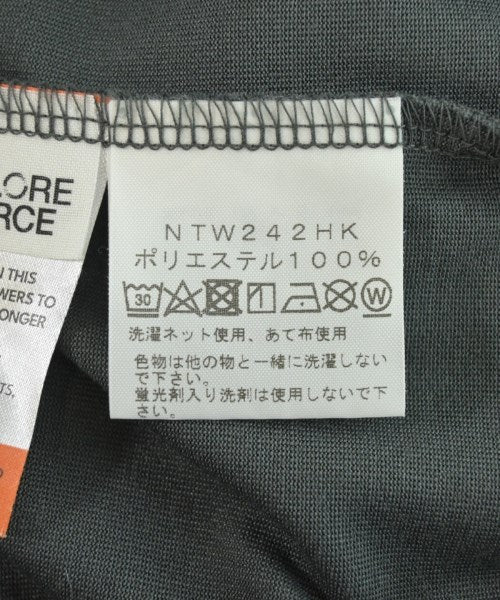 LORE
RCE
N THIS
WERS TO
ONGER
NTW242HK
ポリエステル100%
30 W
洗濯ネット使用、あて布使用
色物は他の物と一緒に洗濯しない
で下さい。
蛍光剤入り洗剤は使用しないで下
さい。